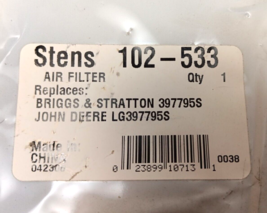 Stens 102-533
AIR FILTER Qty 1
Replaces:
BRIGGS & STRATTON 397795S
JOHN DEERE LG397795S
Made in:
CHINA
0038
0 23899 10713 1